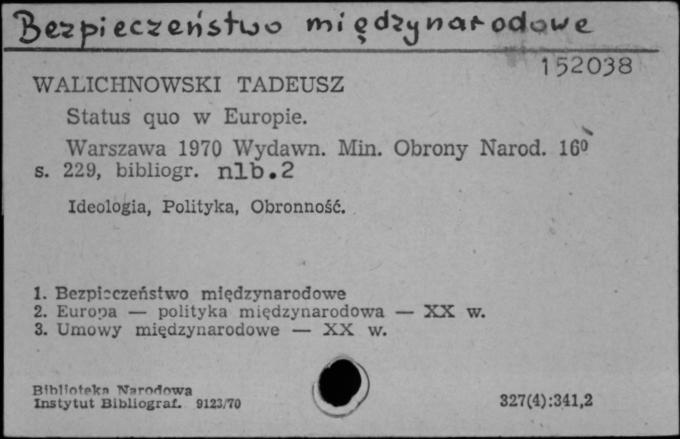 Bezpieczeństwo międzynarodowe
152038
WALICHNOWSKI TADEUSZ
Status quo w Europie.
Warszawa 1970 Wydawn. Min. Obrony Narod. 16⁰
s. 229, bibliogr. nlb.2
Ideologia, Polityka, Obronność.
1. Bezpieczeństwo międzynarodowe
2. Europa — polityka międzynarodowa — XX w.
3. Umowy międzynarodowe — XX w.
Biblioteka Narodowa
Instytut Bibliograf. 9123/70
327(4):341,2